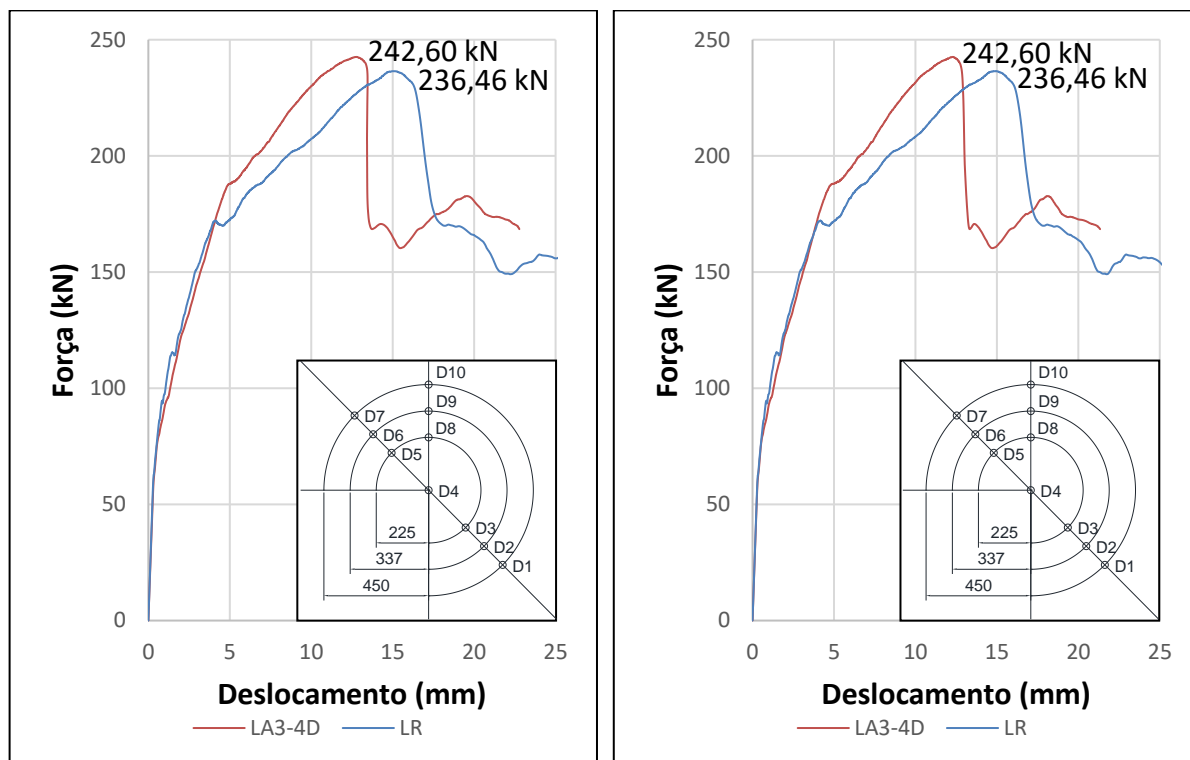 250
200
150
100
50
0
Força (kN)
242,60 kN
236,46 kN
D10
D9
D8
D7
D6
D5
D4
D3
D2
D1
225
337
450
0 5 10 15 20 25
Deslocamento (mm)
LA3-4D LR
250
200
150
100
50
0
Força (kN)
242,60 kN
236,46 kN
D10
D9
D8
D7
D6
D5
D4
D3
D2
D1
225
337
450
0 5 10 15 20 25
Deslocamento (mm)
LA3-4D LR